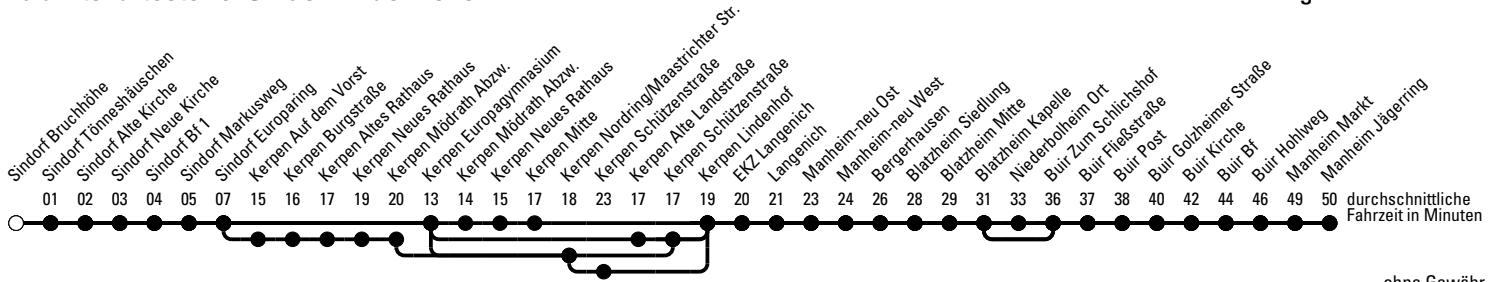 Sindorf Bruchhöhe
Sindorf Tönneshäuschen
Sindorf Alte Kirche
Sindorf Neue Kirche
Sindorf Bf 1
Sindorf Markusweg
Sindorf Europaring
Kerpen Auf dem Vorst
Kerpen Burgstraße
Kerpen Altes Rathaus
Kerpen Neues Rathaus
Kerpen Mödrath Abzw.
Kerpen Europagymnasium
Kerpen Mödrath Abzw.
Kerpen Neues Rathaus
Kerpen Mitte
Kerpen Nordring/Maastrichter Str.
Kerpen Schützenstraße
Kerpen Alte Landstraße
Kerpen Schützenstraße
Kerpen Lindenhof
EKZ Langenich
Langenich
Manheim-neu Ost
Manheim-neu West
Bergerhausen
Blatzheim Siedlung
Blatzheim Mitte
Blatzheim Kapelle
Niederbolheim Ort
Buir Zum Schlichshof
Buir Fließstraße
Buir Post
Buir Golzheimer Straße
Buir Kirche
Buir Bf
Buir Hohlweg
Manheim Markt
Manheim Jägerring
01 02 03 04 05 07 15 16 17 19 20 13 14 15 17 18 23 17 17 19 20 21 23 24 26 28 29 31 33 36 37 38 40 42 44 46 49 50 durchschnittliche
Fahrzeit in Minuten
ohne Gewähr